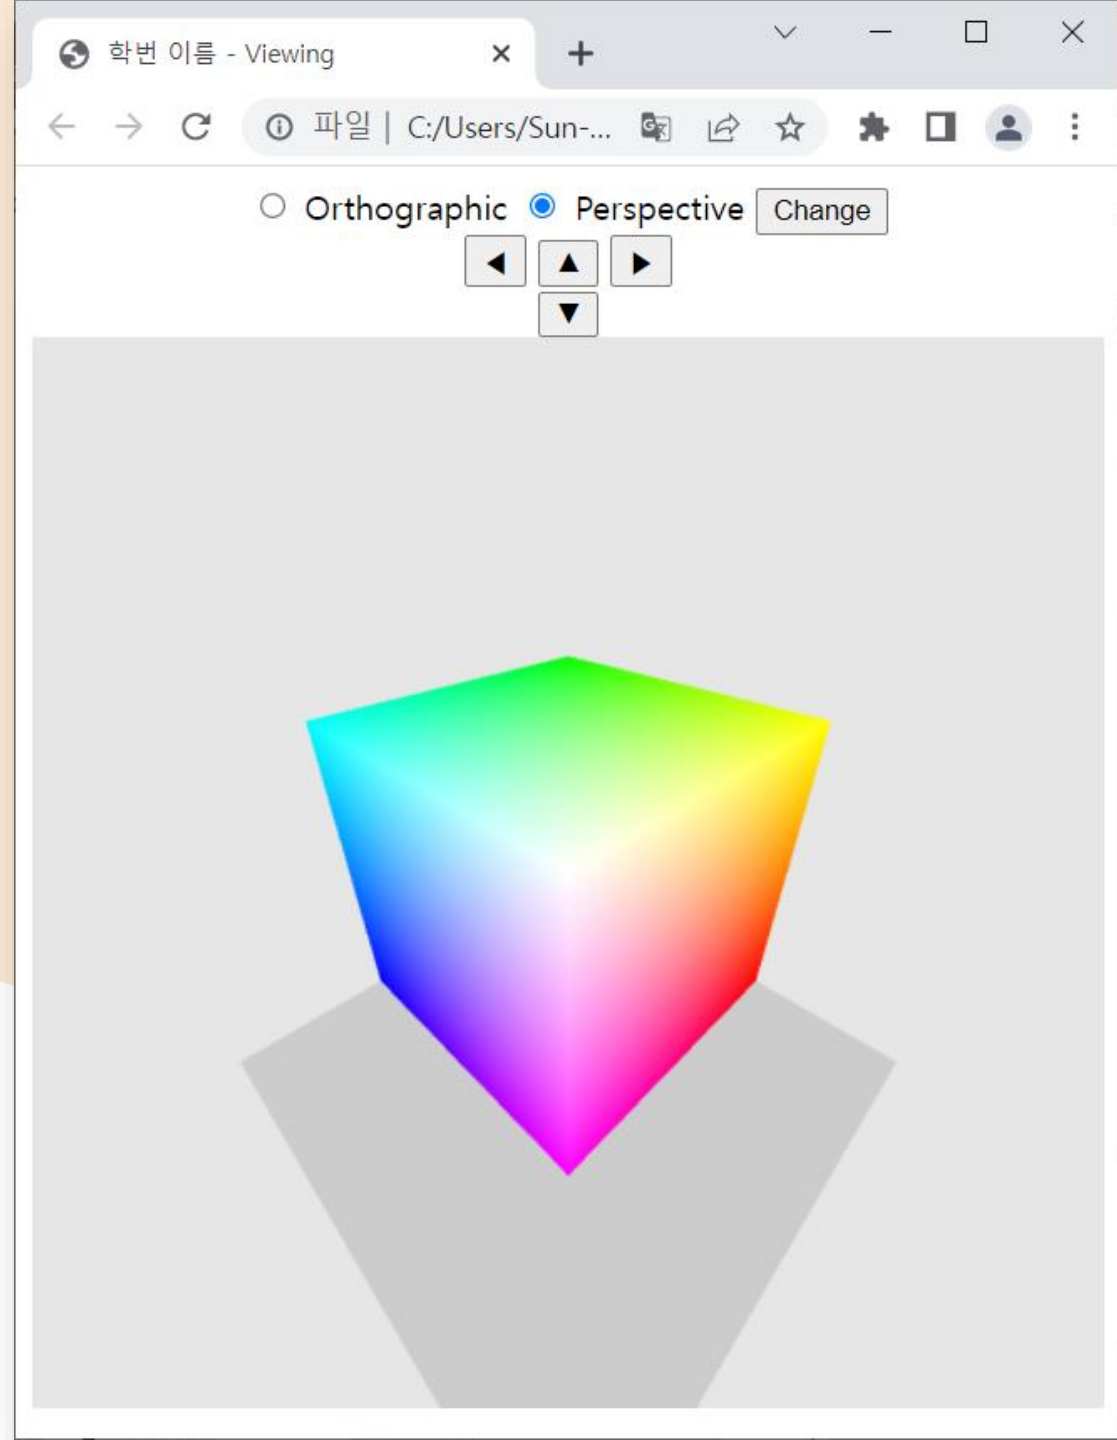 학번 이름 - Viewing
파일 | C:/Users/Sun-...
Orthographic Perspective Change
◀ ▲ ▶
▼